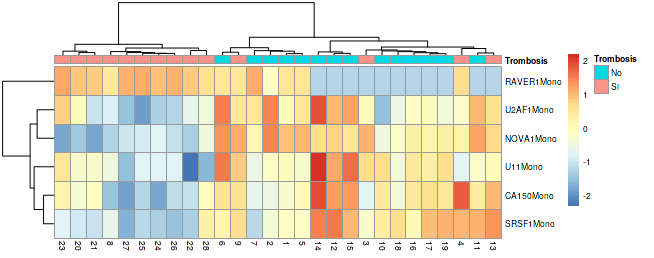 Trombosis
RAVER1Mono
U2AF1Mono
NOVA1Mono
U11Mono
CA150Mono
SRSF1Mono
23 20 21 8 27 25 24 26 22 28 6 9 7 2 1 5 14 12 15 3 10 18 16 17 19 4 11 13
2
1
0
-1
-2
Trombosis
No
SI